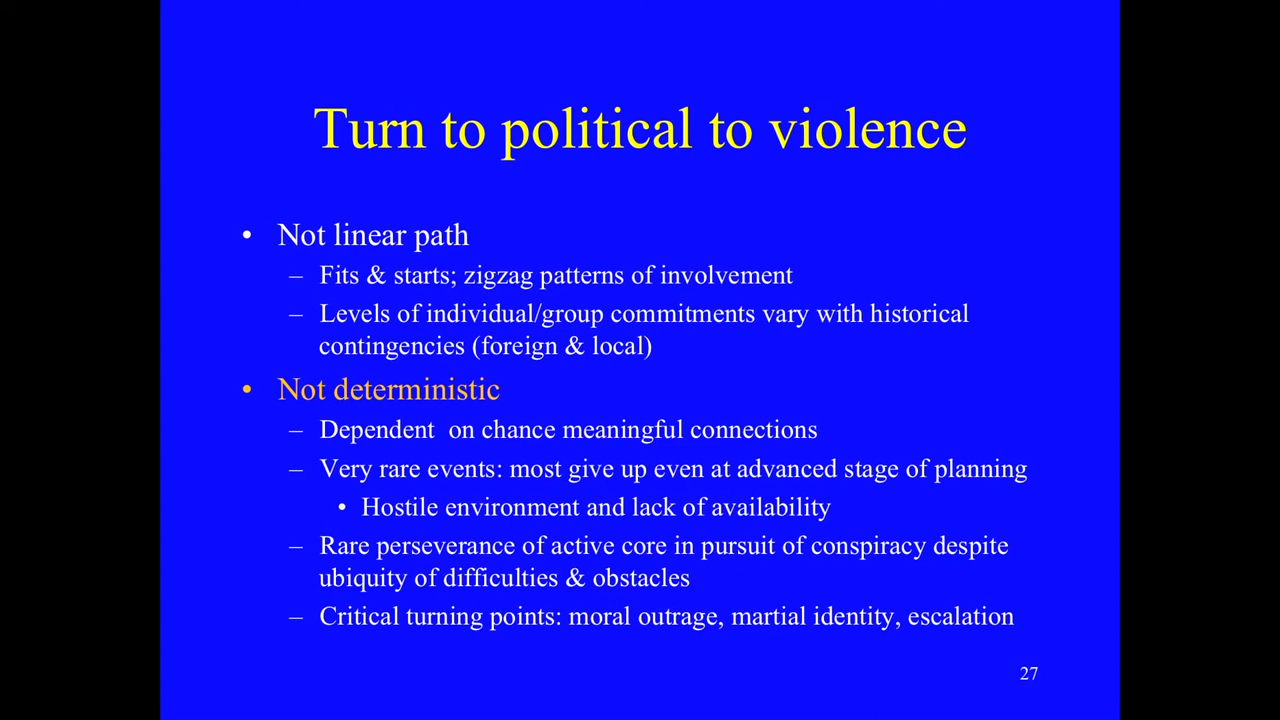 Turn to political to violence
• Not linear path
– Fits & starts; zigzag patterns of involvement
– Levels of individual/group commitments vary with historical
contingencies (foreign & local)
• Not deterministic
– Dependent  on chance meaningful connections
– Very rare events: most give up even at advanced stage of planning
• Hostile environment and lack of availability
– Rare perseverance of active core in pursuit of conspiracy despite
ubiquity of difficulties & obstacles
– Critical turning points: moral outrage, martial identity, escalation
27